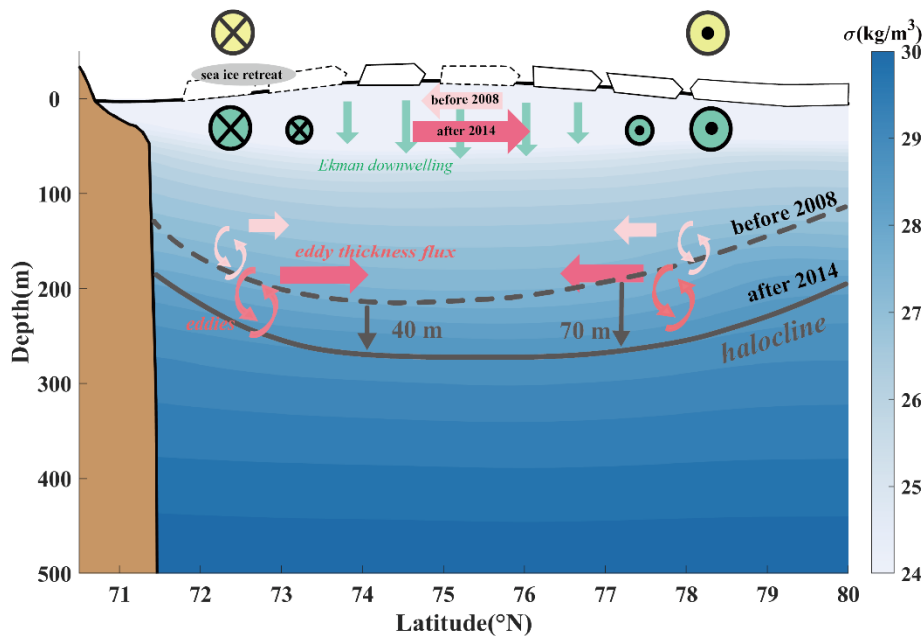 σ(kg/m³)
sea ice retreat
before 2008
after 2014
Ekman downwelling
before 2008
eddy thickness flux
after 2014
eddies
40 m
70 m
halocline
Depth(m)
0
100
200
300
400
500
71
72
73
74
75
76
77
78
79
80
Latitude(°N)
30
29
28
27
26
25
24